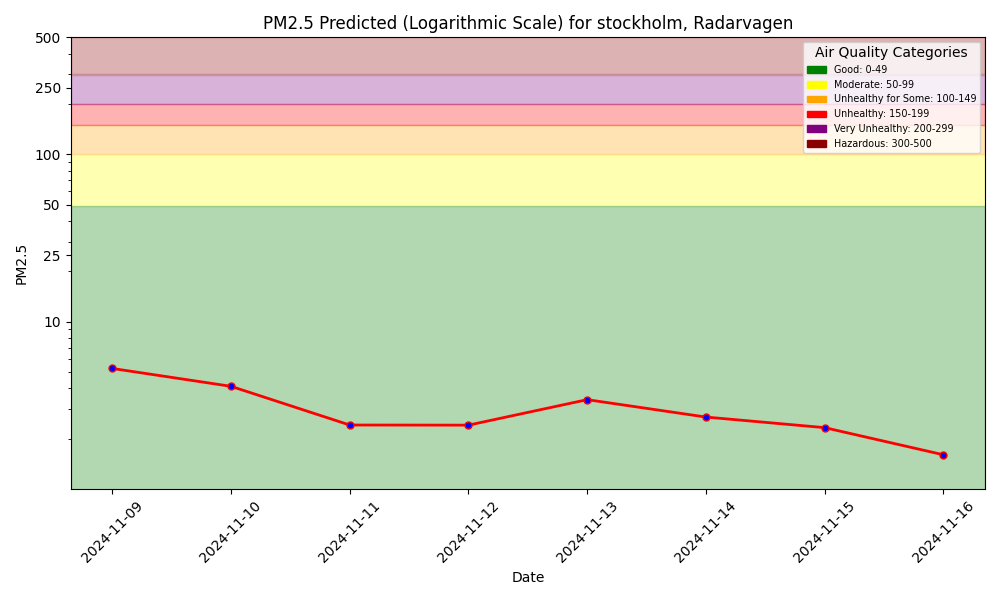 PM2.5 Predicted (Logarithmic Scale) for stockholm, Radarvagen
500
250
100
50
25
10
PM2.5
Air Quality Categories
Good: 0-49
Moderate: 50-99
Unhealthy for Some: 100-149
Unhealthy: 150-199
Very Unhealthy: 200-299
Hazardous: 300-500
2024-11-09
2024-11-10
2024-11-11
2024-11-12
2024-11-13
2024-11-14
2024-11-15
2024-11-16
Date